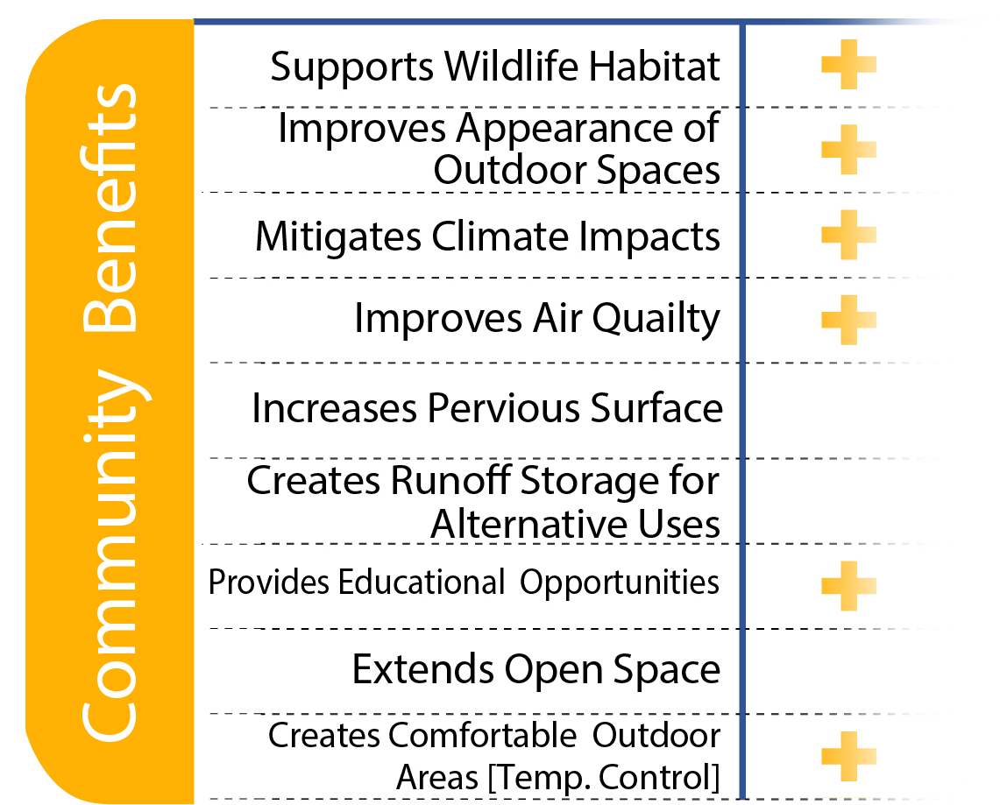 Community Benefits
Supports Wildlife Habitat
Improves Appearance of
Outdoor Spaces
Mitigates Climate Impacts
Improves Air Quailty
Increases Pervious Surface
Creates Runoff Storage for
Alternative Uses
Provides Educational Opportunities
Extends Open Space
Creates Comfortable Outdoor
Areas [Temp. Control]